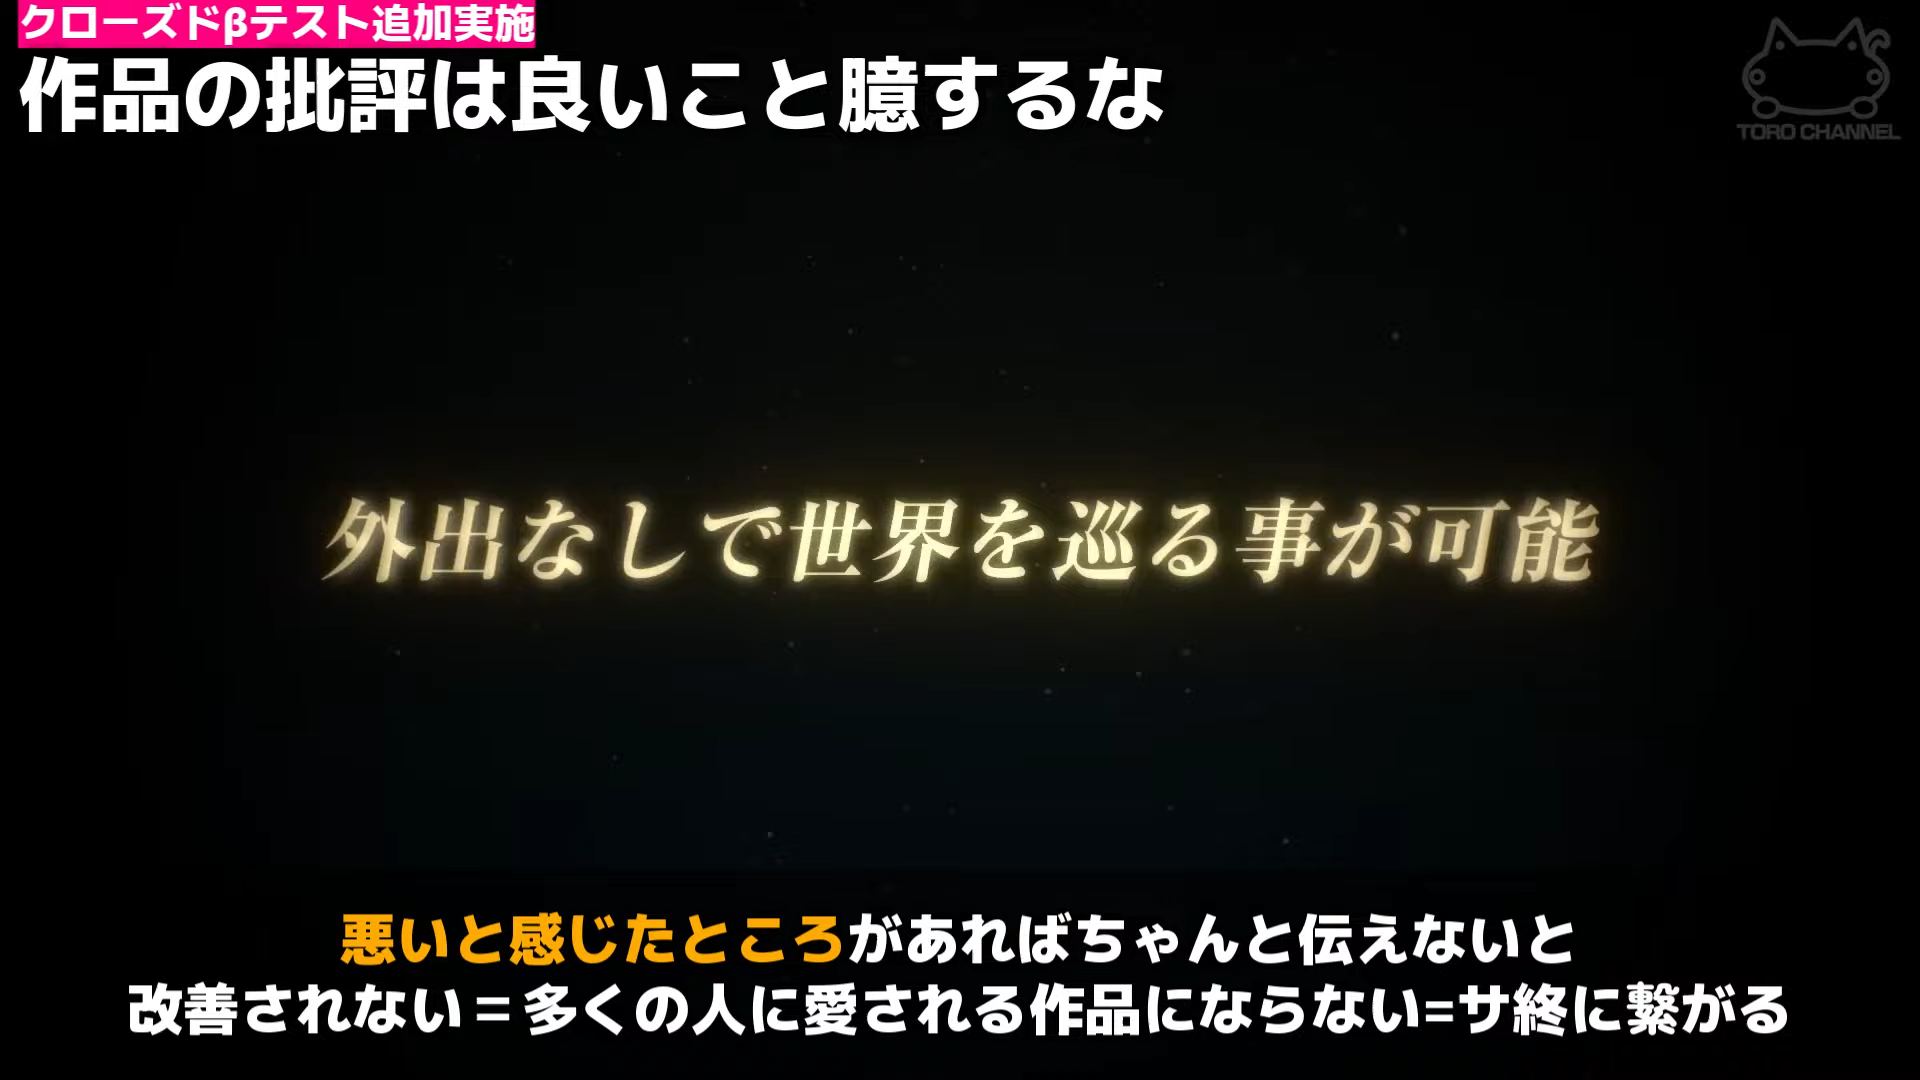 クローズドβテスト追加実施
作品の批評は良いこと臆するな
TORO CHANNEL
外出なしで世界を巡る事が可能
悪いと感じたところがあればちゃんと伝えないと
改善されない＝多くの人に愛される作品にならない=サ終に繋がる